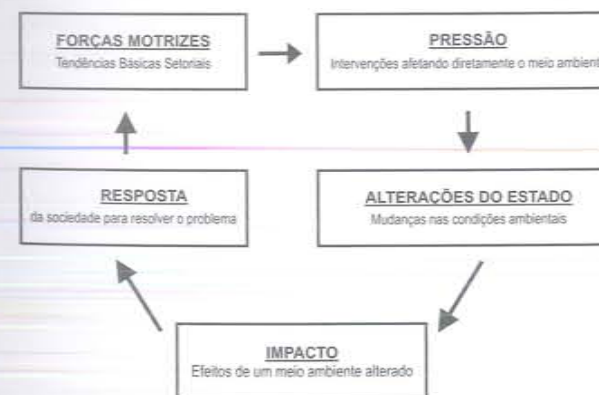 FORÇAS MOTRIZES
Tendências Básicas Setoriais
PRESSÃO
Intervenções afetando diretamente o meio
ALTERAÇÕES DO ESTADO
Mudanças nas condições ambientais
IMPACTO
Efeitos de um meio ambiente alterado
RESPOSTA
da sociedade para resolver o problema